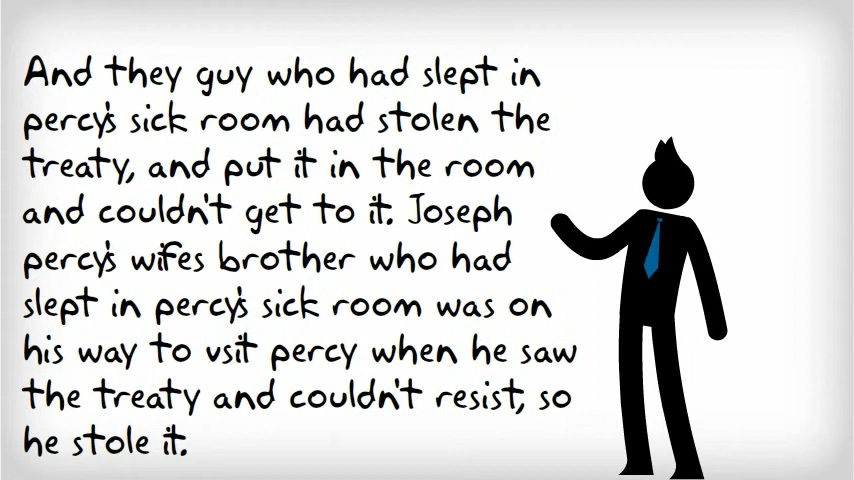 And they guy who had slept in
percy's sick room had stolen the
treaty, and put it in the room
and couldn't get to it. Joseph
percy's wifes brother who had
slept in percy's sick room was on
his way to vsit percy when he saw
the treaty and couldn't resist, so
he stole it.